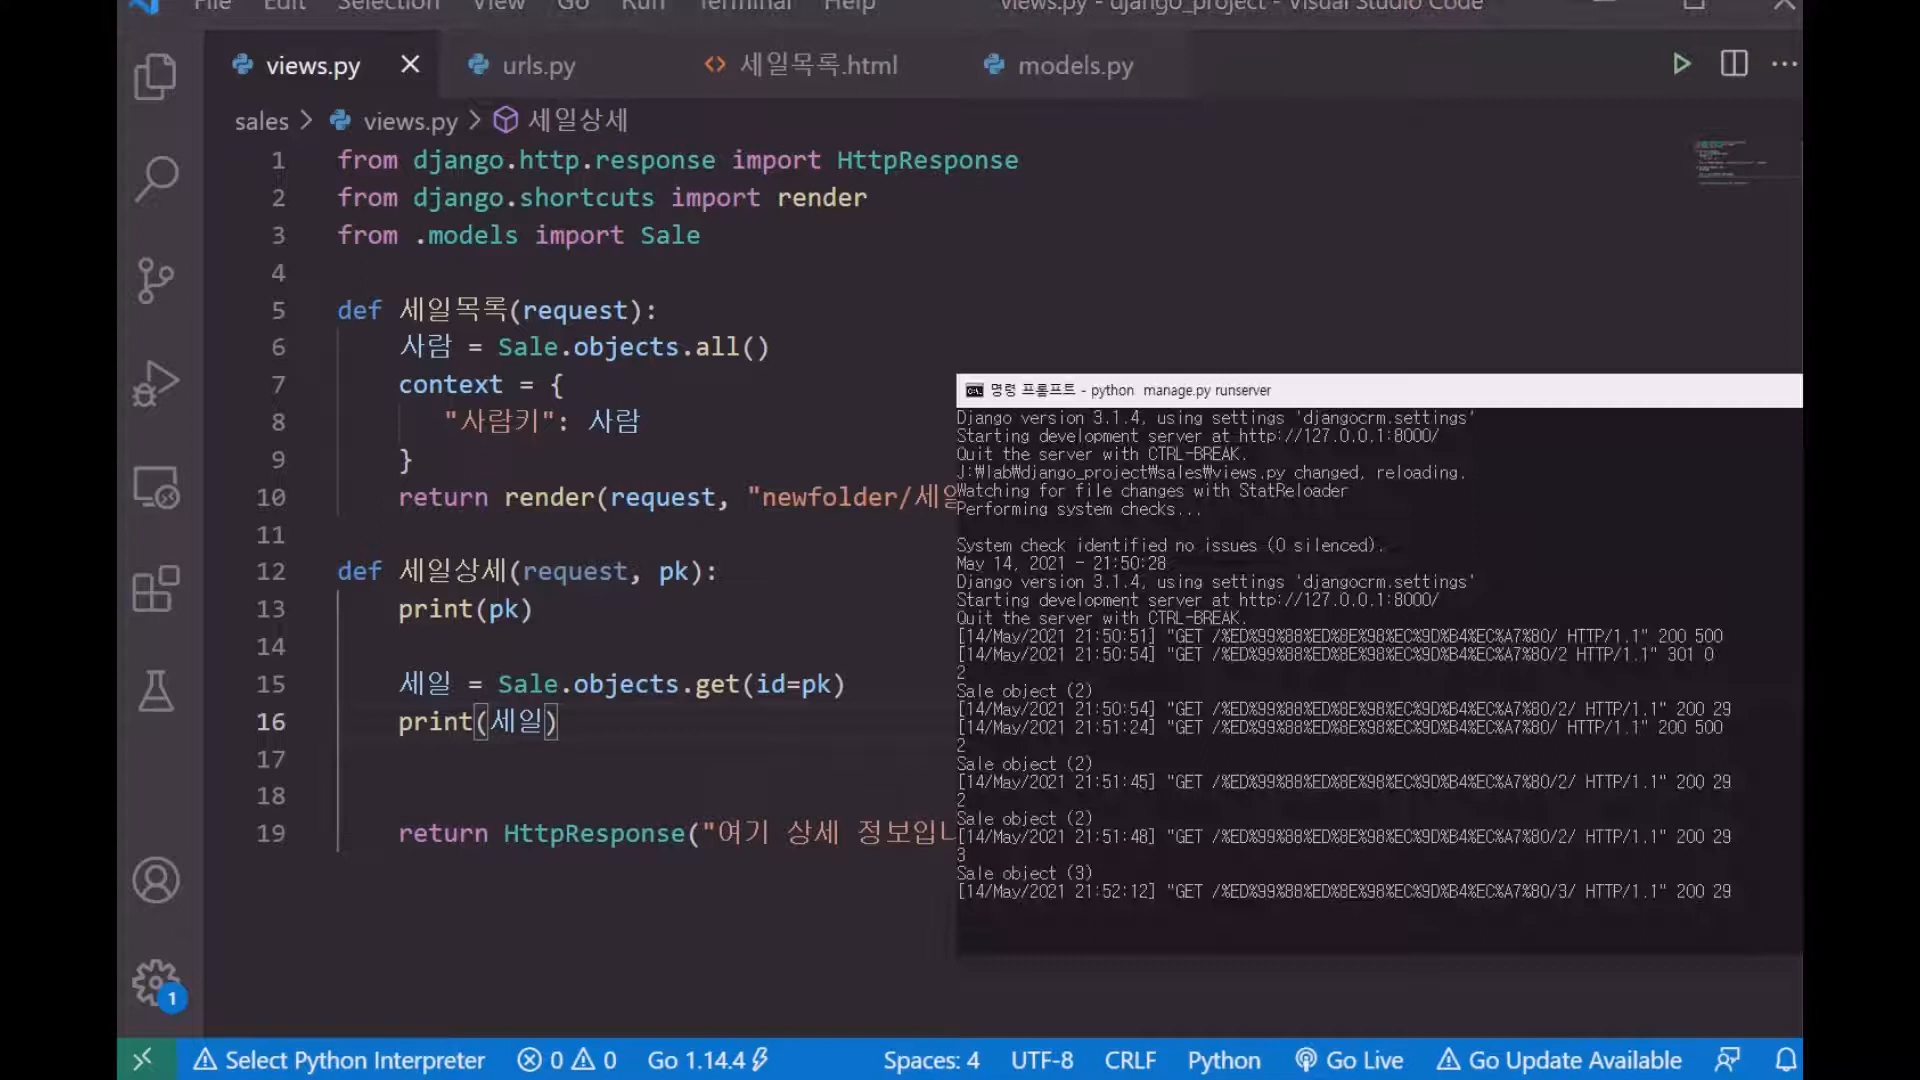 File Edit Selection View Go Run Terminal Help views.py - django_project - Visual Studio Code
views.py urls.py 세일목록.html models.py
sales > views.py > 세일상세
1 from django.http.response import HttpResponse
2 from django.shortcuts import render
3 from .models import Sale
4
5 def 세일목록(request):
6 사람 = Sale.objects.all()
7 context = {
8 "사람키": 사람
9 }
10 return render(request, "newfolder/세일
11
12 def 세일상세(request, pk):
13 print(pk)
14
15 세일 = Sale.objects.get(id=pk)
16 print(세일)
17
18
19 return HttpResponse("여기 상세 정보입니
명령 프롬프트 - python manage.py runserver
Django version 3.1.4, using settings 'djangocrm.settings'
Starting development server at http://127.0.0.1:8000/
Quit the server with CTRL-BREAK.
J:₩lab₩django_project₩sales₩views.py changed, reloading.
Watching for file changes with StatReloader
Performing system checks...
System check identified no issues (0 silenced).
May 14, 2021 - 21:50:28
Django version 3.1.4, using settings 'djangocrm.settings'
Starting development server at http://127.0.0.1:8000/
Quit the server with CTRL-BREAK.
[14/May/2021 21:50:51] "GET /%ED%99%88%ED%8E%98%EC%9D%B4%EC%A7%80/ HTTP/1.1" 200 500
[14/May/2021 21:50:54] "GET /%ED%99%88%ED%8E%98%EC%9D%B4%EC%A7%80/2 HTTP/1.1" 301 0
2
Sale object (2)
[14/May/2021 21:50:54] "GET /%ED%99%88%ED%8E%98%EC%9D%B4%EC%A7%80/2/ HTTP/1.1" 200 29
[14/May/2021 21:51:24] "GET /%ED%99%88%ED%8E%98%EC%9D%B4%EC%A7%80/ HTTP/1.1" 200 500
2
Sale object (2)
[14/May/2021 21:51:45] "GET /%ED%99%88%ED%8E%98%EC%9D%B4%EC%A7%80/2/ HTTP/1.1" 200 29
2
Sale object (2)
[14/May/2021 21:51:48] "GET /%ED%99%88%ED%8E%98%EC%9D%B4%EC%A7%80/2/ HTTP/1.1" 200 29
3
Sale object (3)
[14/May/2021 21:52:12] "GET /%ED%99%88%ED%8E%98%EC%9D%B4%EC%A7%80/3/ HTTP/1.1" 200 29
1
Select Python Interpreter 0 0 Go 1.14.4 Spaces: 4 UTF-8 CRLF Python Go Live Go Update Available